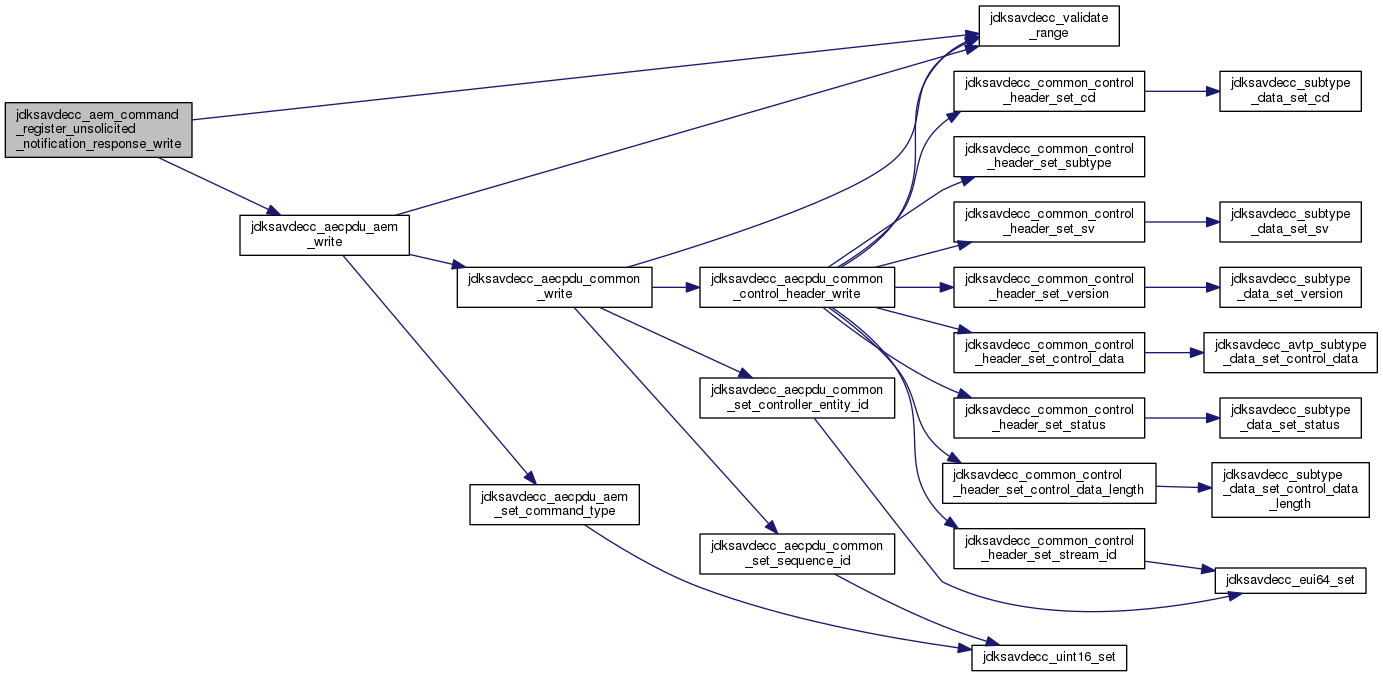 jdksavdecc_aem_command
_register_unsolicited
_notification_response_write
jdksavdecc_aecpdu_aem
_write
jdksavdecc_aecpdu_common
_write
jdksavdecc_aecpdu_aem
_set_command_type
jdksavdecc_aecpdu_common
_control_header_write
jdksavdecc_aecpdu_common
_set_controller_entity_id
jdksavdecc_aecpdu_common
_set_sequence_id
jdksavdecc_validate
_range
jdksavdecc_common_control
_header_set_cd
jdksavdecc_common_control
_header_set_subtype
jdksavdecc_common_control
_header_set_sv
jdksavdecc_common_control
_header_set_version
jdksavdecc_common_control
_header_set_control_data
jdksavdecc_common_control
_header_set_status
jdksavdecc_common_control
_header_set_control_data_length
jdksavdecc_common_control
_header_set_stream_id
jdksavdecc_uint16_set
jdksavdecc_subtype
_data_set_cd
jdksavdecc_subtype
_data_set_sv
jdksavdecc_subtype
_data_set_version
jdksavdecc_avtp_subtype
_data_set_control_data
jdksavdecc_subtype
_data_set_status
jdksavdecc_subtype
_data_set_control_data
_length
jdksavdecc_eui64_set